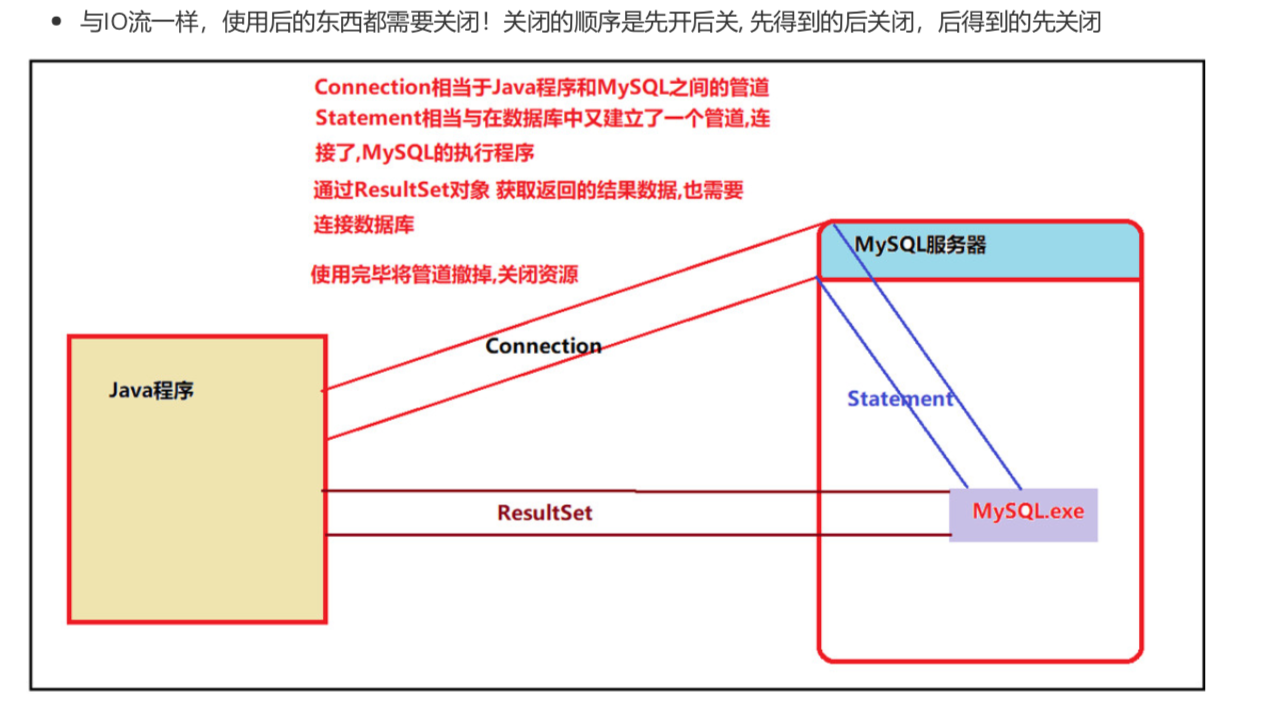 与IO流一样，使用后的东西都需要关闭！关闭的顺序是先开后关, 先得到的后关闭，后得到的先关闭
Connection相当于Java程序和MySQL之间的管道
Statement相当与在数据库中又建立了一个管道,连
接了,MySQL的执行程序
通过ResultSet对象 获取返回的结果数据,也需要
连接数据库
使用完毕将管道撤掉,关闭资源
MySQL服务器
Connection
Java程序
Statement
ResultSet
MySQL.exe